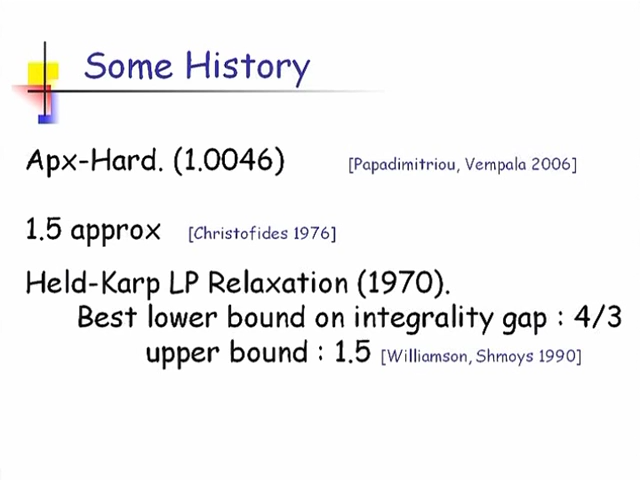 Some History
Apx-Hard. (1.0046) [Papadimitriou, Vempala 2006]
1.5 approx [Christofides 1976]
Held-Karp LP Relaxation (1970).
Best lower bound on integrality gap : 4/3
upper bound : 1.5 [Williamson, Shmoys 1990]